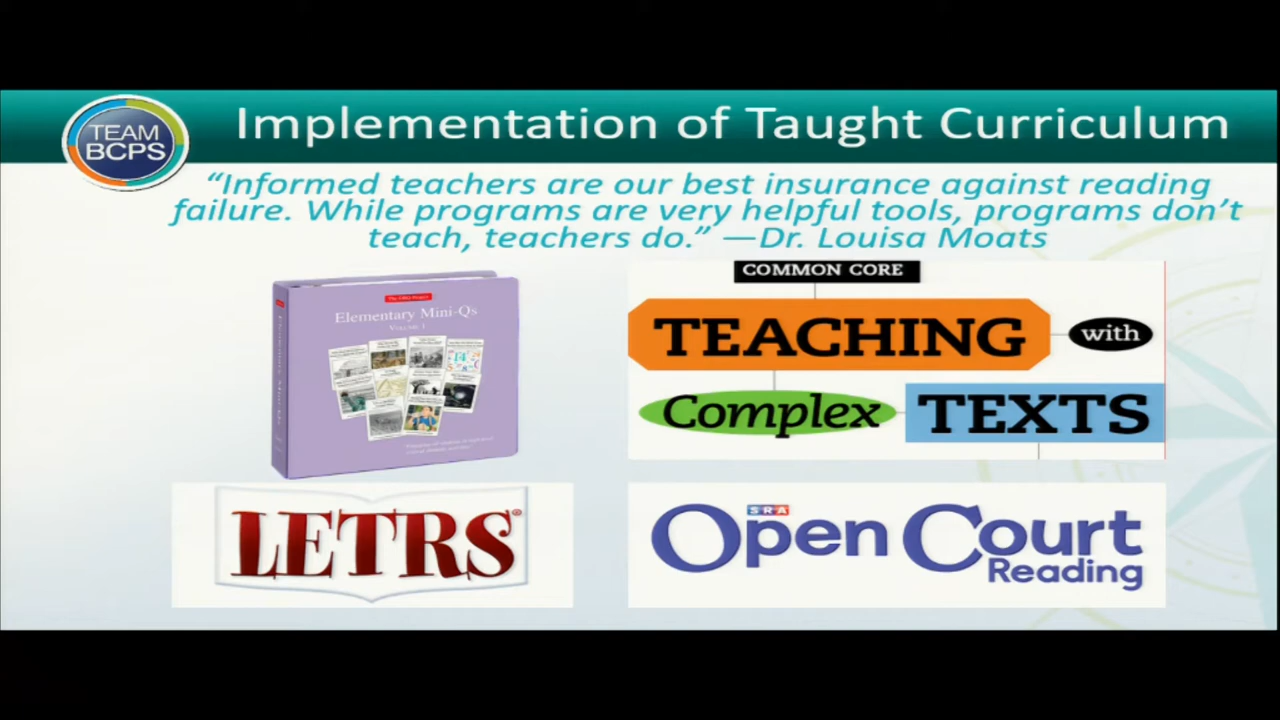 TEAM
BCPS
Implementation of Taught Curriculum
“Informed teachers are our best insurance against reading
failure. While programs are very helpful tools, programs don’t
teach, teachers do.” —Dr. Louisa Moats
The DBQ Project
Elementary Mini-Qs
VOLUME 1
COMMON CORE
TEACHING with
Complex TEXTS
LETRS®
SRA
Open Court
Reading